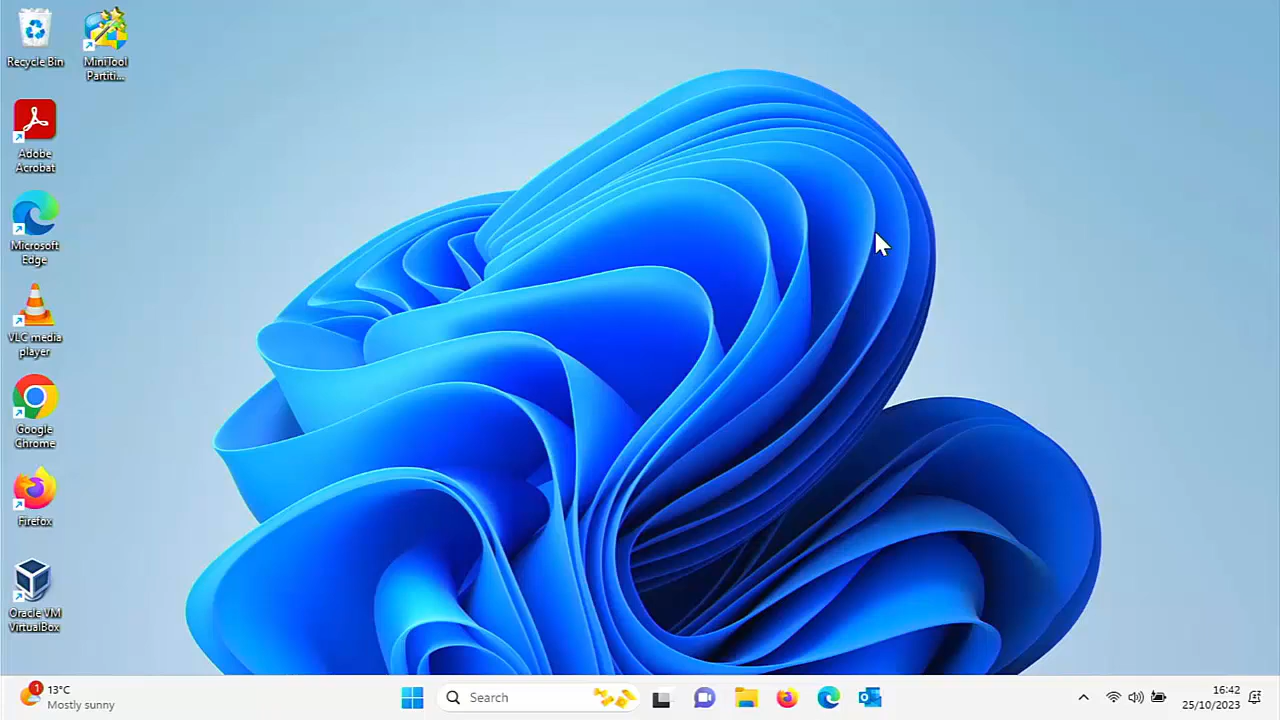 Recycle Bin
MiniTool
Partiti...
Adobe
Acrobat
Microsoft
Edge
VLC media
player
Google
Chrome
Firefox
Oracle VM
VirtualBox
1
13°C
Mostly sunny
Search
16:42
25/10/2023